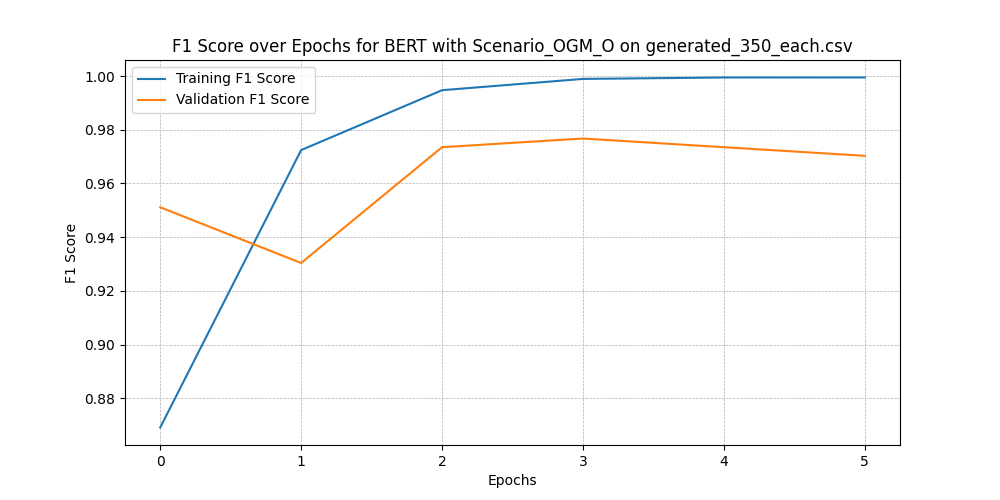 F1 Score over Epochs for BERT with Scenario_OGM_O on generated_350_each.csv
Training F1 Score
Validation F1 Score
1.00
0.98
0.96
0.94
0.92
0.90
0.88
F1 Score
0 1 2 3 4 5
Epochs